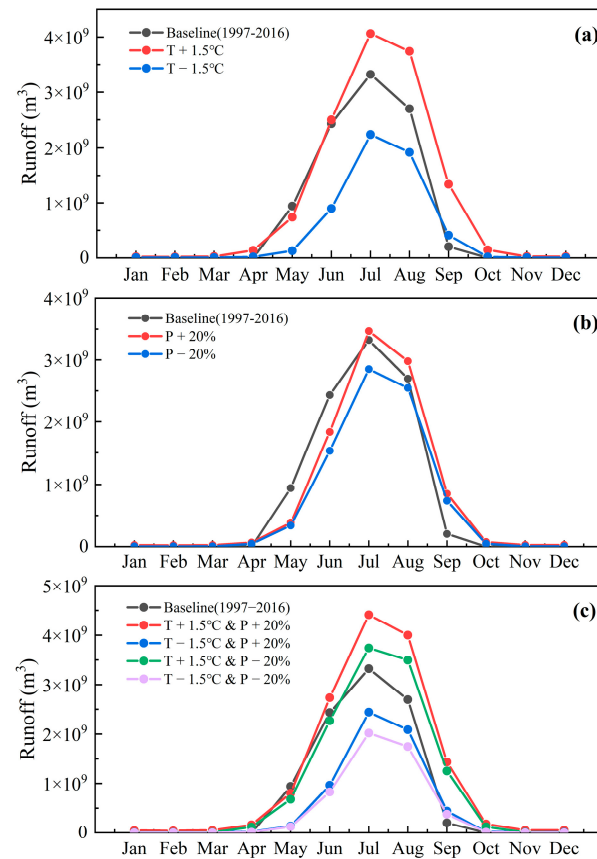 (a)
Baseline(1997-2016)
T + 1.5℃
T − 1.5℃
Runoff (m³)
4×10⁹
3×10⁹
2×10⁹
1×10⁹
0
Jan Feb Mar Apr May Jun Jul Aug Sep Oct Nov Dec
(b)
Baseline(1997-2016)
P + 20%
P − 20%
Runoff (m³)
4×10⁹
3×10⁹
2×10⁹
1×10⁹
0
Jan Feb Mar Apr May Jun Jul Aug Sep Oct Nov Dec
(c)
Baseline(1997−2016)
T + 1.5℃ & P + 20%
T − 1.5℃ & P + 20%
T + 1.5℃ & P − 20%
T − 1.5℃ & P − 20%
Runoff (m³)
5×10⁹
4×10⁹
3×10⁹
2×10⁹
1×10⁹
0
Jan Feb Mar Apr May Jun Jul Aug Sep Oct Nov Dec